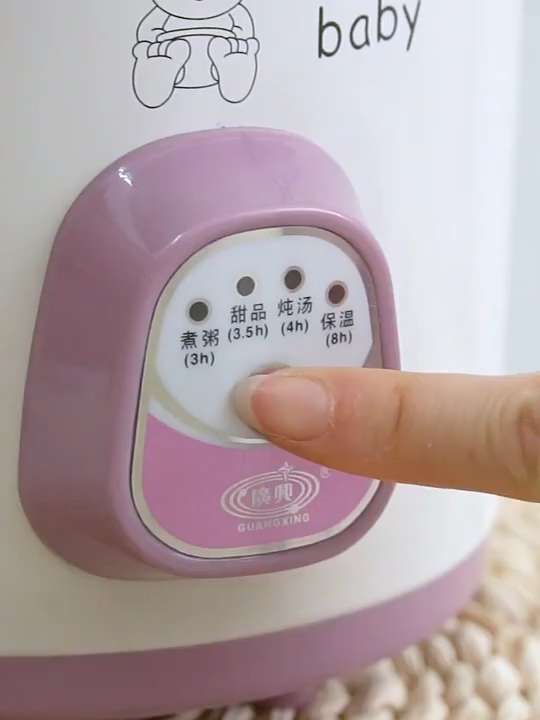 baby
煮粥
(3h)
甜品
(3.5h)
炖汤
(4h)
保温
(8h)
廣興
®
GUANGXING